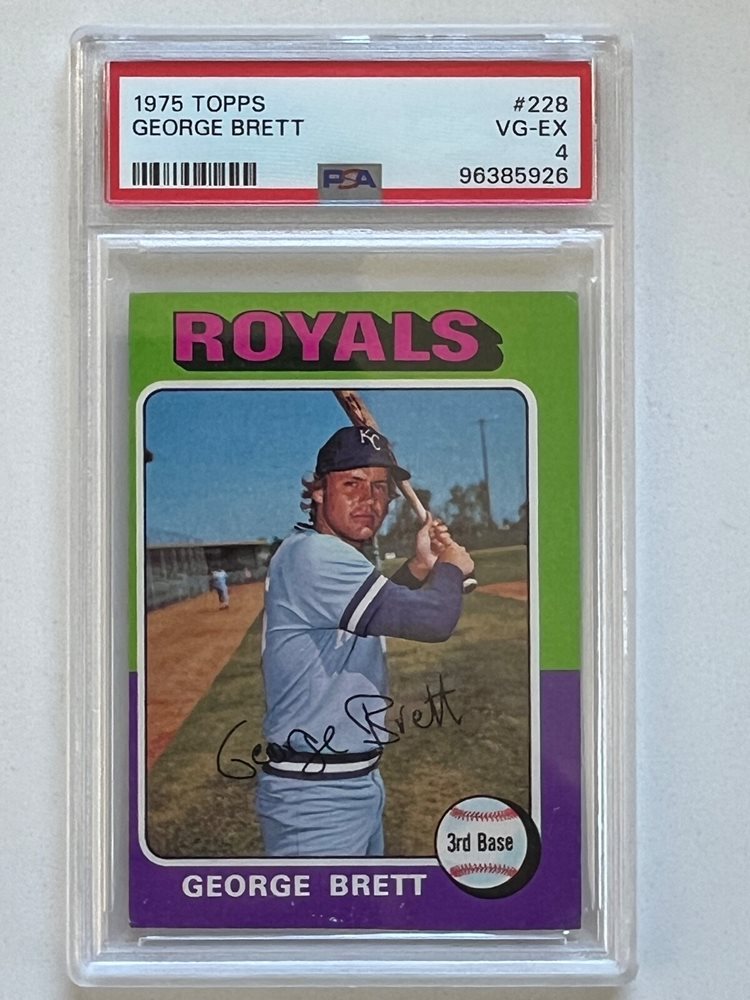 1975 TOPPS #228
GEORGE BRETT VG-EX
4
PSA 96385926
ROYALS
KC
George Brett
3rd Base
GEORGE BRETT